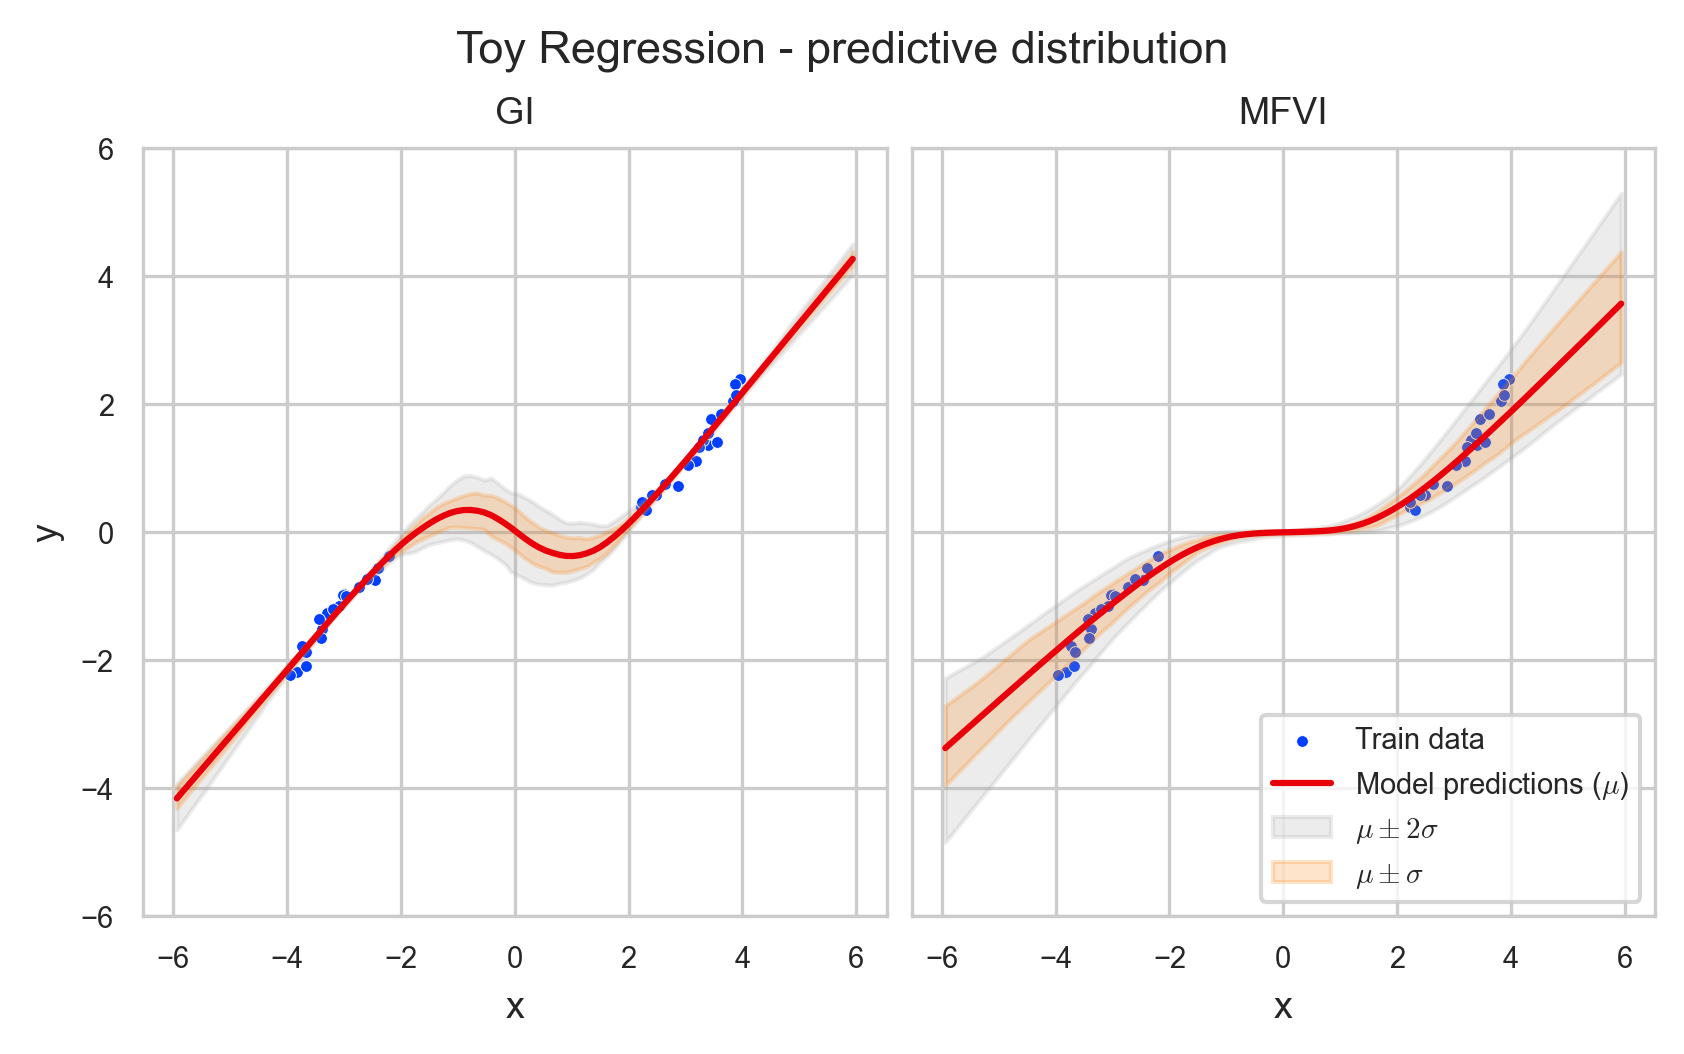 Toy Regression - predictive distribution
GI
MFVI
6
4
2
0
−2
−4
−6
y
−6 −4 −2 0 2 4 6
−6 −4 −2 0 2 4 6
x
x
Train data
Model predictions (μ)
μ ± 2σ
μ ± σ